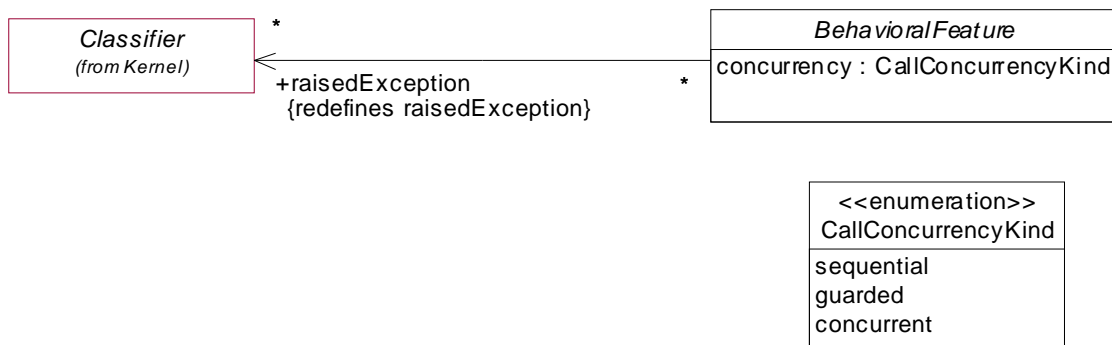 Classifier
(from Kernel)
*
+raisedException
{redefines raisedException}
*
BehavioralFeature
concurrency : CallConcurrencyKind
<<enumeration>>
CallConcurrencyKind
sequential
guarded
concurrent